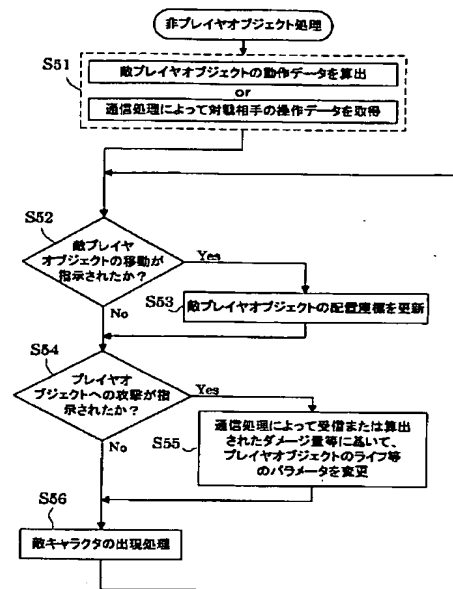 非プレイヤオブジェクト処理
S51
敵プレイヤオブジェクトの動作データを算出
or
通信処理によって対戦相手の操作データを取得
S52
敵プレイヤ
オブジェクトの移動が
指示されたか？
Yes
No
S53
敵プレイヤオブジェクトの配置座標を更新
S54
プレイヤオ
ブジェクトへの攻撃が指
示されたか？
Yes
No
S55
通信処理によって受信または算出
されたダメージ量等に基いて、
プレイヤオブジェクトのライフ等
のパラメータを変更
S56
敵キャラクタの出現処理